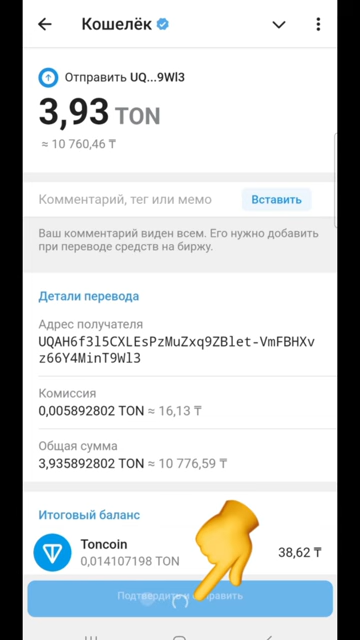 Кошелёк
Отправить UQ...9Wl3
3,93 TON
≈ 10 760,46 ₸
Комментарий, тег или мемо
Вставить
Ваш комментарий виден всем. Его нужно добавить
при переводе средств на биржу.
Детали перевода
Адрес получателя
UQAH6f3l5CXLEsPzMuZxq9ZBlet-VmFBHXv
z66Y4MinT9Wl3
Комиссия
0,005892802 TON ≈ 16,13 ₸
Общая сумма
3,935892802 TON ≈ 10 776,59 ₸
Итоговый баланс
Toncoin
0,014107198 TON
38,62 ₸
Подтвердить и отправить